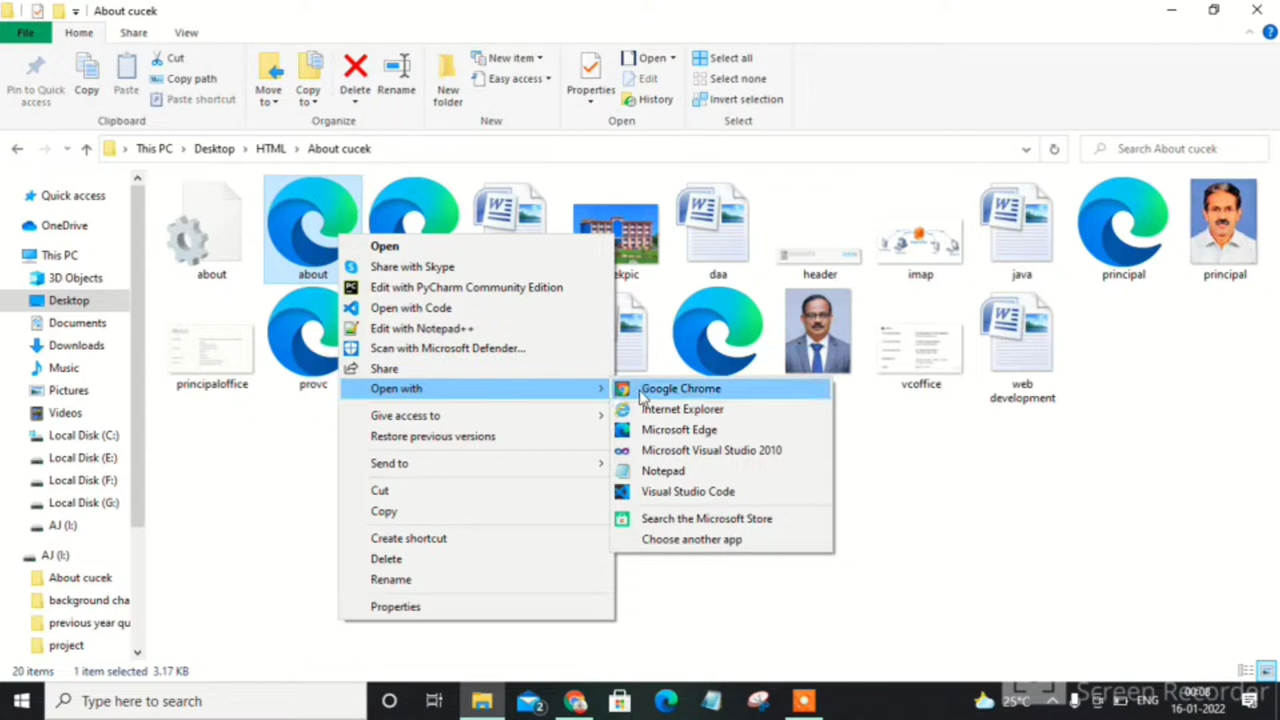 About cucek
File
Home
Share
View
Pin to Quick access
Copy
Paste
Cut
Copy path
Paste shortcut
Move to
Copy to
Delete
Rename
New folder
New item
Easy access
Properties
Open
Edit
History
Select all
Select none
Invert selection
Clipboard
Organize
New
Open
Select
This PC
Desktop
HTML
About cucek
Search About cucek
Quick access
OneDrive
This PC
3D Objects
Desktop
Documents
Downloads
Music
Pictures
Videos
Local Disk (C:)
Local Disk (E:)
Local Disk (F:)
Local Disk (G:)
AJ (I:)
AJ (I:)
About cucek
background cha
previous year qu
project
about
about
ekpic
daa
header
imap
java
principal
principal
principaloffice
provc
vcoffice
web development
Open
Share with Skype
Edit with PyCharm Community Edition
Open with Code
Edit with Notepad++
Scan with Microsoft Defender...
Share
Open with
Give access to
Restore previous versions
Send to
Cut
Copy
Create shortcut
Delete
Rename
Properties
Google Chrome
Internet Explorer
Microsoft Edge
Microsoft Visual Studio 2010
Notepad
Visual Studio Code
Search the Microsoft Store
Choose another app
20 items
1 item selected 3.17 KB
Type here to search
2
25°C
ENG
00:08
16-01-2022
Screen Recorder